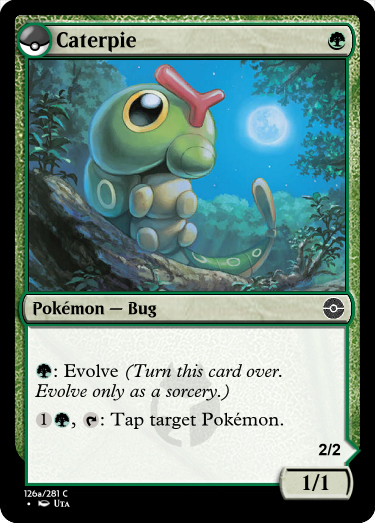 Caterpie
Pokémon — Bug
: Evolve (Turn this card over.
Evolve only as a sorcery.)
1, : Tap target Pokémon.
2/2
1/1
126a/281 C
• Uta